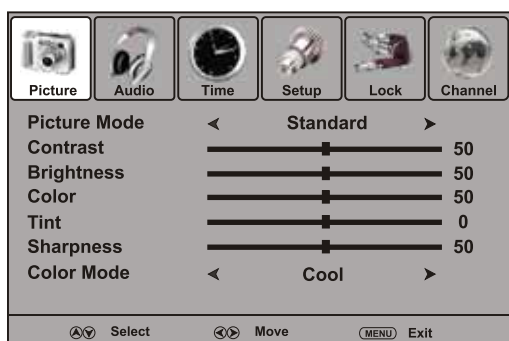 Picture Audio Time Setup Lock Channel
Picture Mode Standard
Contrast 50
Brightness 50
Color 50
Tint 0
Sharpness 50
Color Mode Cool
Select Move MENU Exit